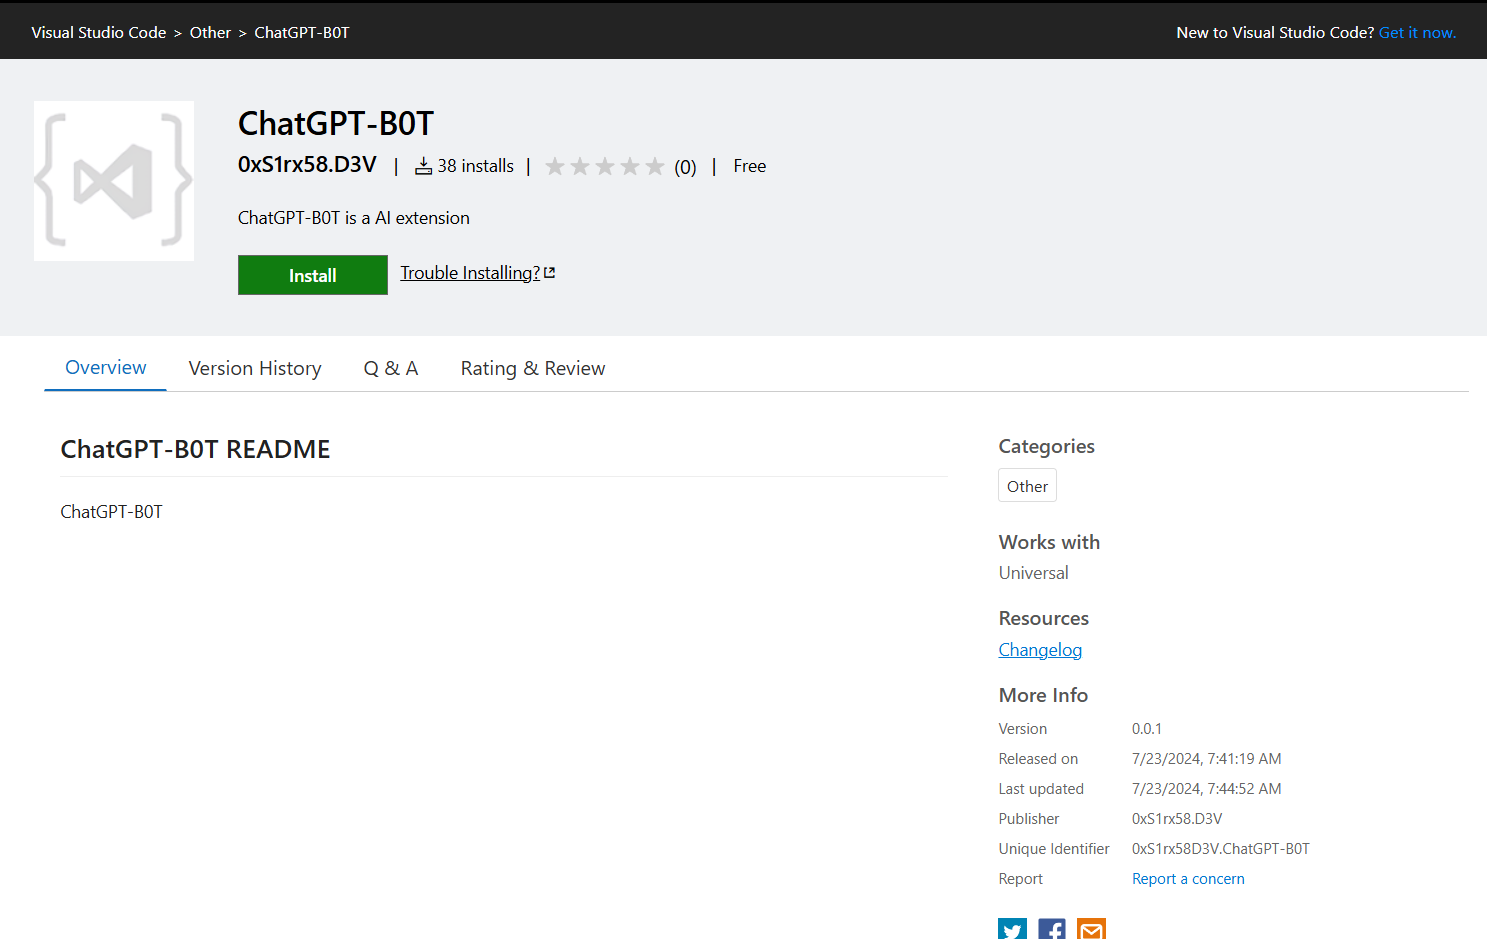 Visual Studio Code > Other > ChatGPT-B0T
New to Visual Studio Code? Get it now.
ChatGPT-B0T
0xS1rx58.D3V | 38 installs | (0) | Free
ChatGPT-B0T is a AI extension
Install
Trouble Installing?
Overview
Version History
Q & A
Rating & Review
ChatGPT-B0T README
ChatGPT-B0T
Categories
Other
Works with
Universal
Resources
Changelog
More Info
Version 0.0.1
Released on 7/23/2024, 7:41:19 AM
Last updated 7/23/2024, 7:44:52 AM
Publisher 0xS1rx58.D3V
Unique Identifier 0xS1rx58D3V.ChatGPT-B0T
Report Report a concern